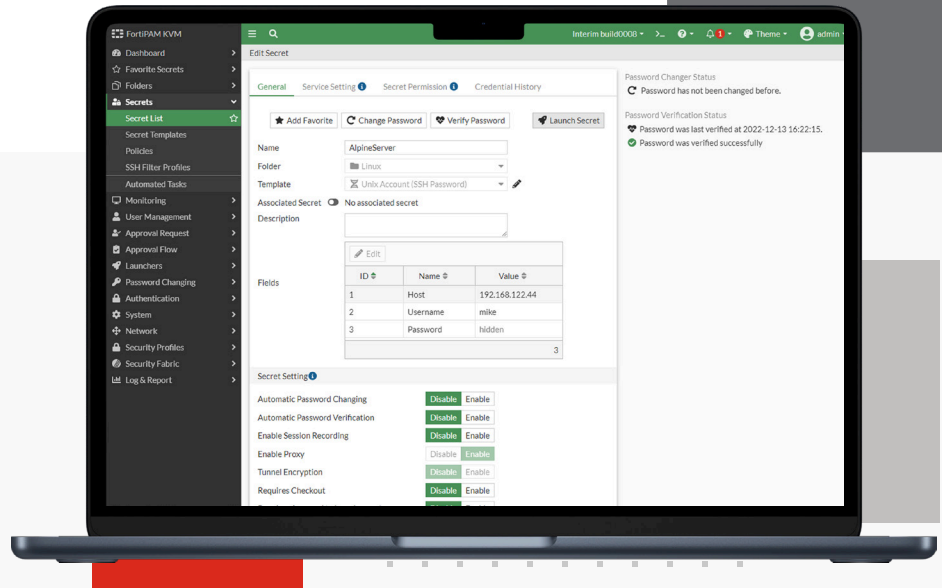 FortiPAM KVM
Interim build0008
>_
1
Theme
admin
Dashboard
Favorite Secrets
Folders
Secrets
Secret List
Secret Templates
Policies
SSH Filter Profiles
Automated Tasks
Monitoring
User Management
Approval Request
Approval Flow
Launchers
Password Changing
Authentication
System
Network
Security Profiles
Security Fabric
Log & Report
Edit Secret
General Service Setting Secret Permission Credential History
Add Favorite Change Password Verify Password Launch Secret
Name AlpineServer
Folder Linux
Template Unix Account (SSH Password)
Associated Secret No associated secret
Description
Fields
Edit
ID Name Value
1 Host 192.168.122.44
2 Username mike
3 Password hidden
3
Secret Setting
Automatic Password Changing Disable Enable
Automatic Password Verification Disable Enable
Enable Session Recording Disable Enable
Enable Proxy Disable Enable
Tunnel Encryption Disable Enable
Requires Checkout Disable Enable
Password Changer Status
Password has not been changed before.
Password Verification Status
Password was last verified at 2022-12-13 16:22:15.
Password was verified successfully